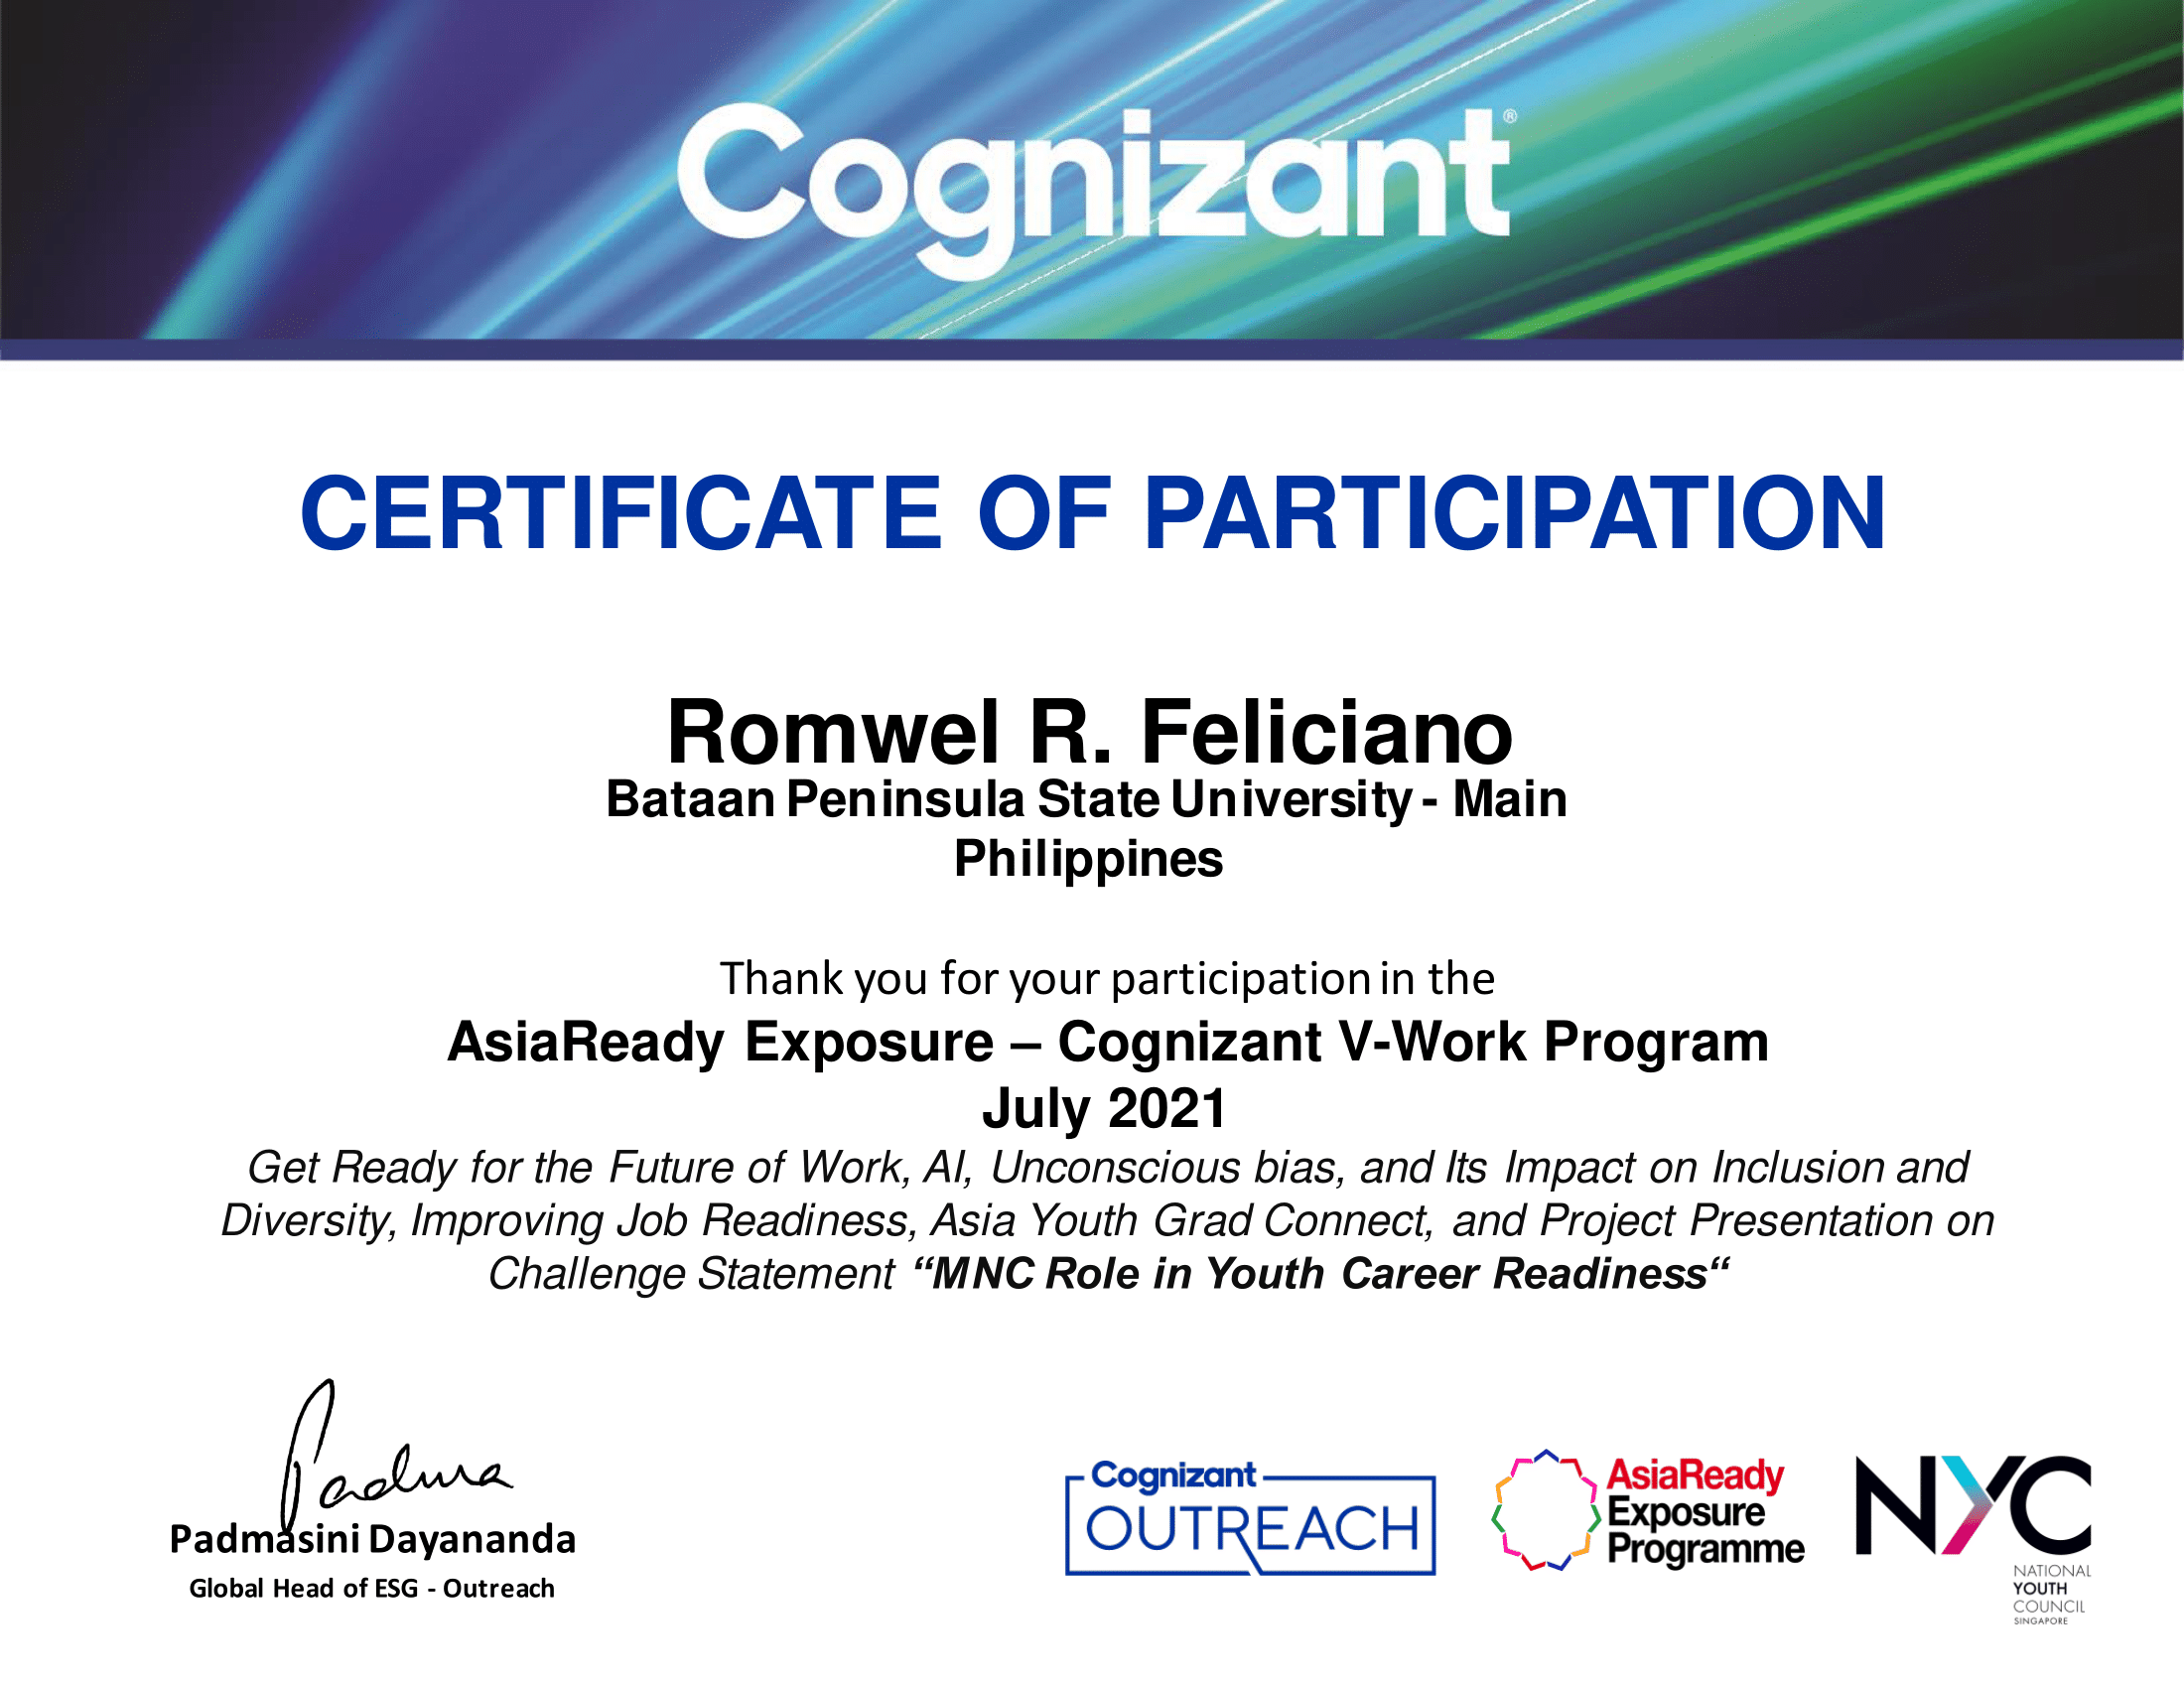 Cognizant®
CERTIFICATE OF PARTICIPATION
Romwel R. Feliciano
Bataan Peninsula State University - Main
Philippines
Thank you for your participation in the
AsiaReady Exposure – Cognizant V-Work Program
July 2021
Get Ready for the Future of Work, AI, Unconscious bias, and Its Impact on Inclusion and
Diversity, Improving Job Readiness, Asia Youth Grad Connect, and Project Presentation on
Challenge Statement “MNC Role in Youth Career Readiness“
Padma
Padmasini Dayananda
Global Head of ESG - Outreach
Cognizant
OUTREACH
AsiaReady
Exposure
Programme
NYC
NATIONAL
YOUTH
COUNCIL
SINGAPORE